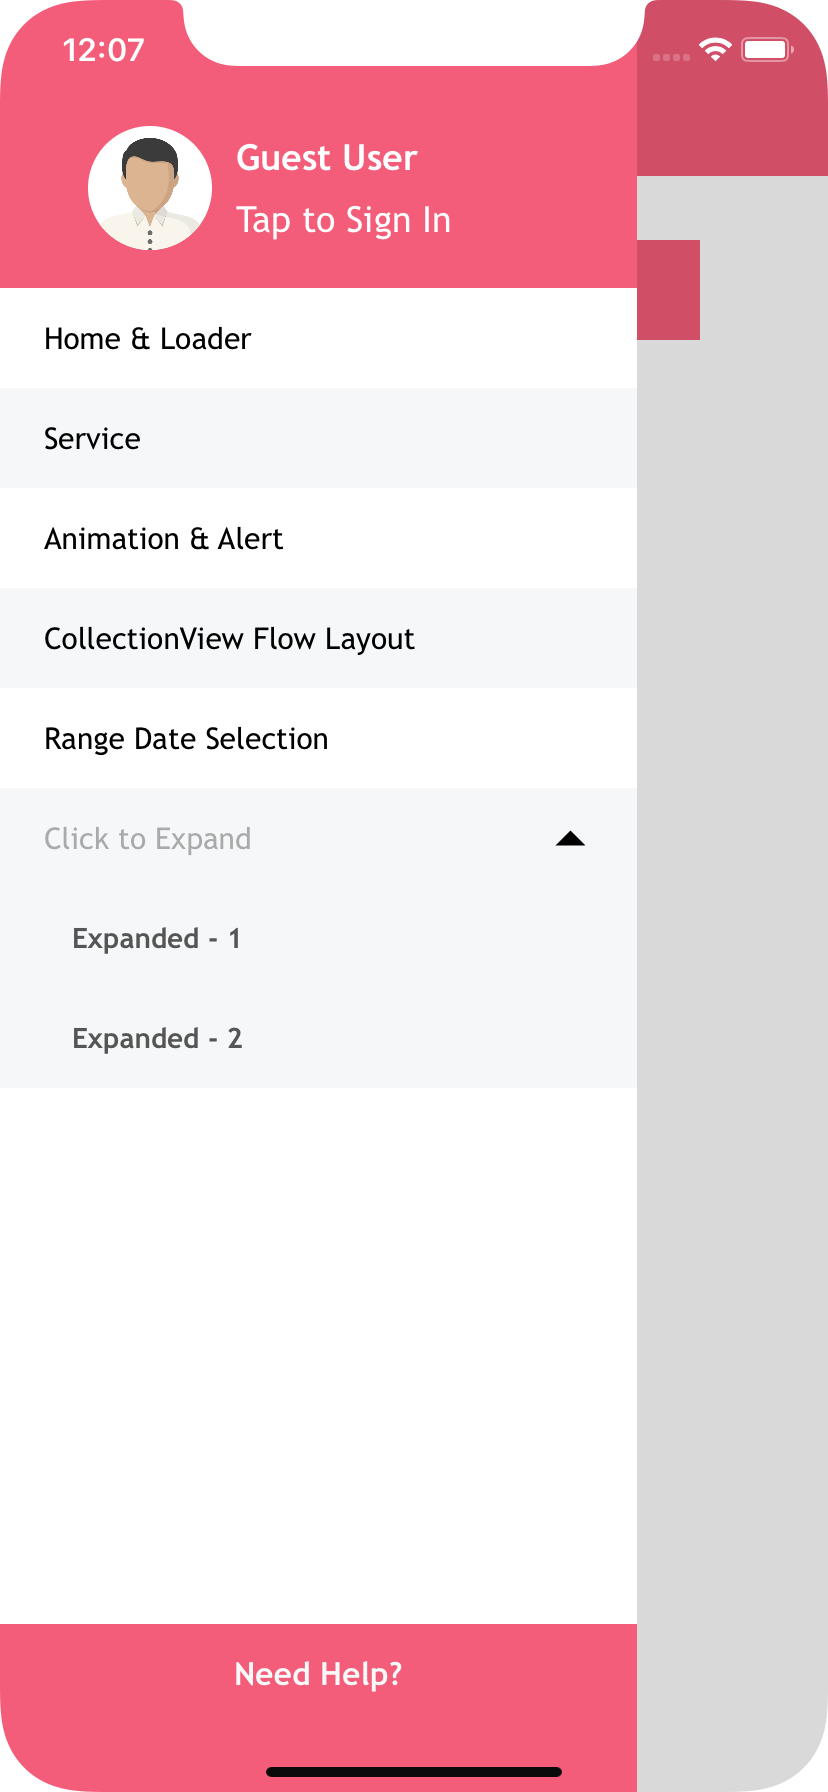 12:07
Guest User
Tap to Sign In
Home & Loader
Service
Animation & Alert
CollectionView Flow Layout
Range Date Selection
Click to Expand
Expanded - 1
Expanded - 2
Need Help?